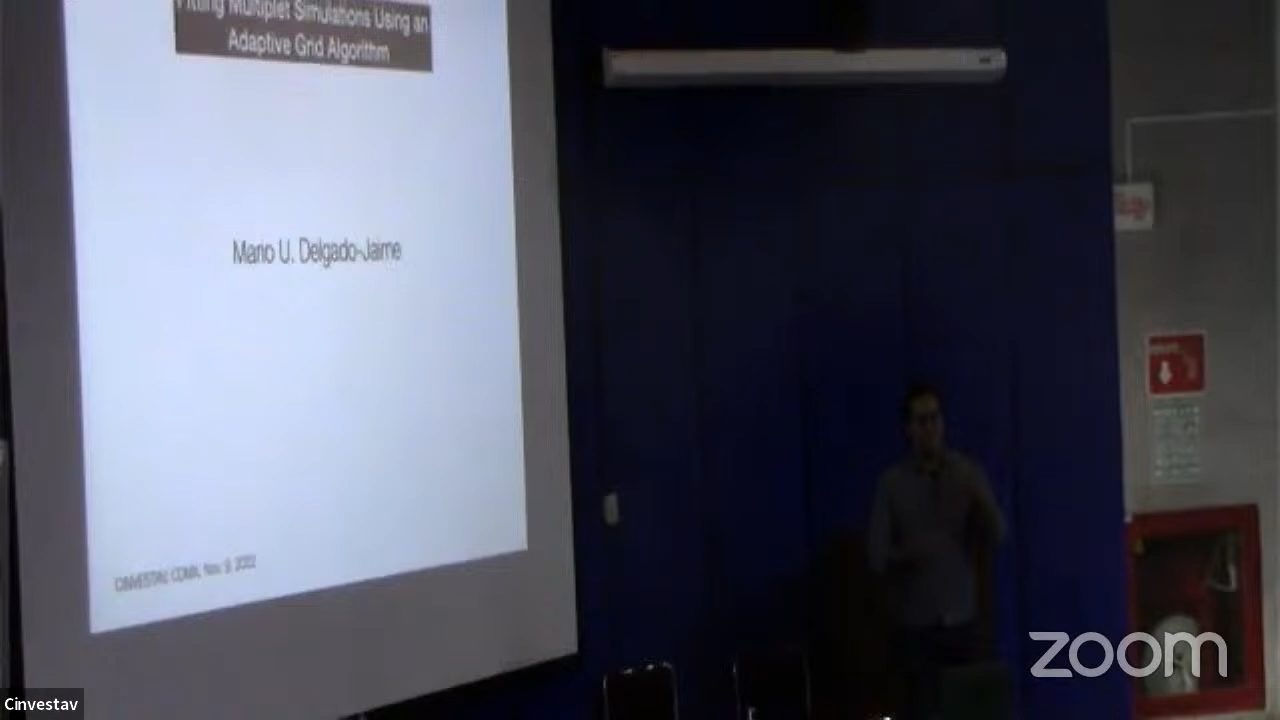 Fitting Multiplet Simulations Using an
Adaptive Grid Algorithm
Mario U. Delgado-Jaime
CINVESTAV, CDMX, Nov. 9, 2022
Cinvestav
zoom